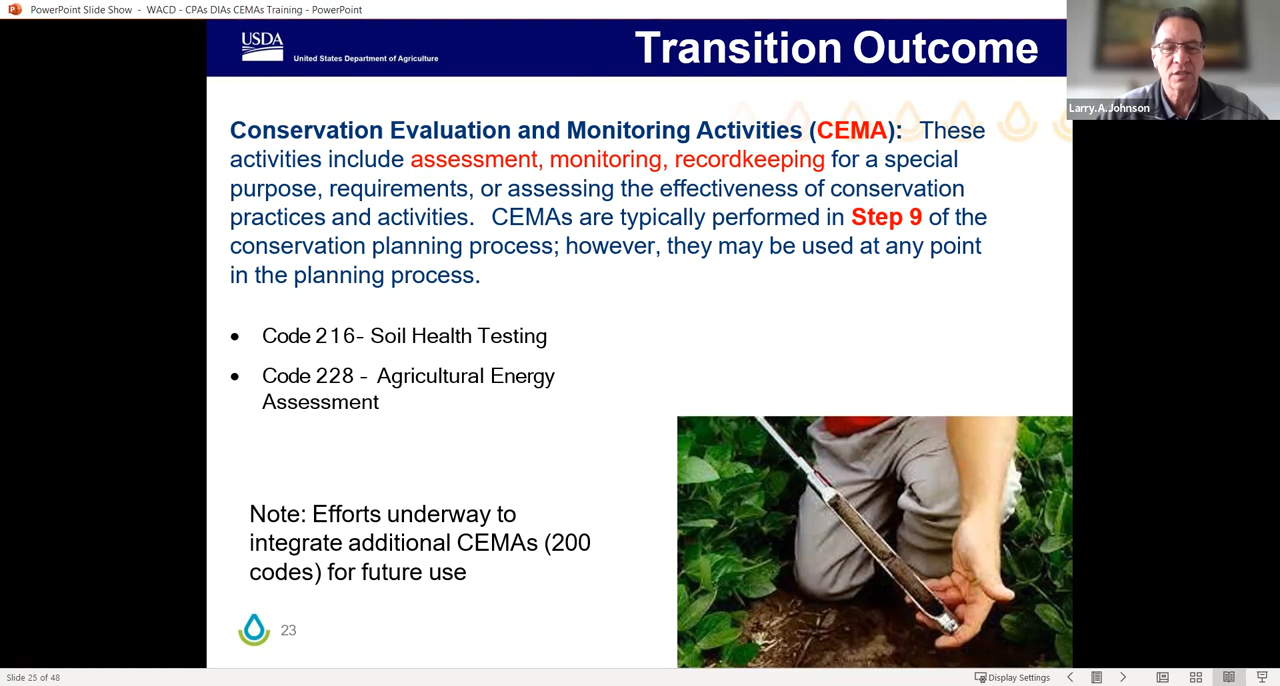 PowerPoint Slide Show - WACD - CPAs DIAs CEMAs Training - PowerPoint
USDA
United States Department of Agriculture
Transition Outcome
Larry.A.Johnson
Conservation Evaluation and Monitoring Activities (CEMA): These
activities include assessment, monitoring, recordkeeping for a special
purpose, requirements, or assessing the effectiveness of conservation
practices and activities. CEMAs are typically performed in Step 9 of the
conservation planning process; however, they may be used at any point
in the planning process.
• Code 216- Soil Health Testing
• Code 228 - Agricultural Energy
Assessment
Note: Efforts underway to
integrate additional CEMAs (200
codes) for future use
23
Slide 25 of 48
Display Settings